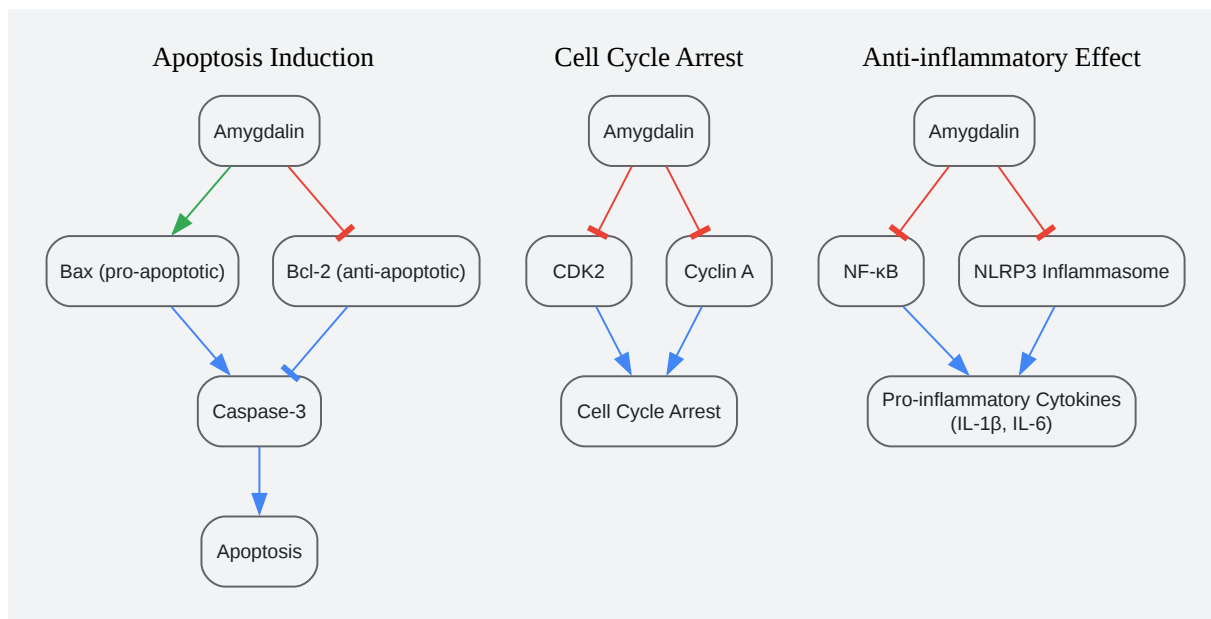 Apoptosis Induction
Amygdalin
Bax (pro-apoptotic)
Bcl-2 (anti-apoptotic)
Caspase-3
Apoptosis
Cell Cycle Arrest
Amygdalin
CDK2
Cyclin A
Cell Cycle Arrest
Anti-inflammatory Effect
Amygdalin
NF-κB
NLRP3 Inflammasome
Pro-inflammatory Cytokines
(IL-1β, IL-6)